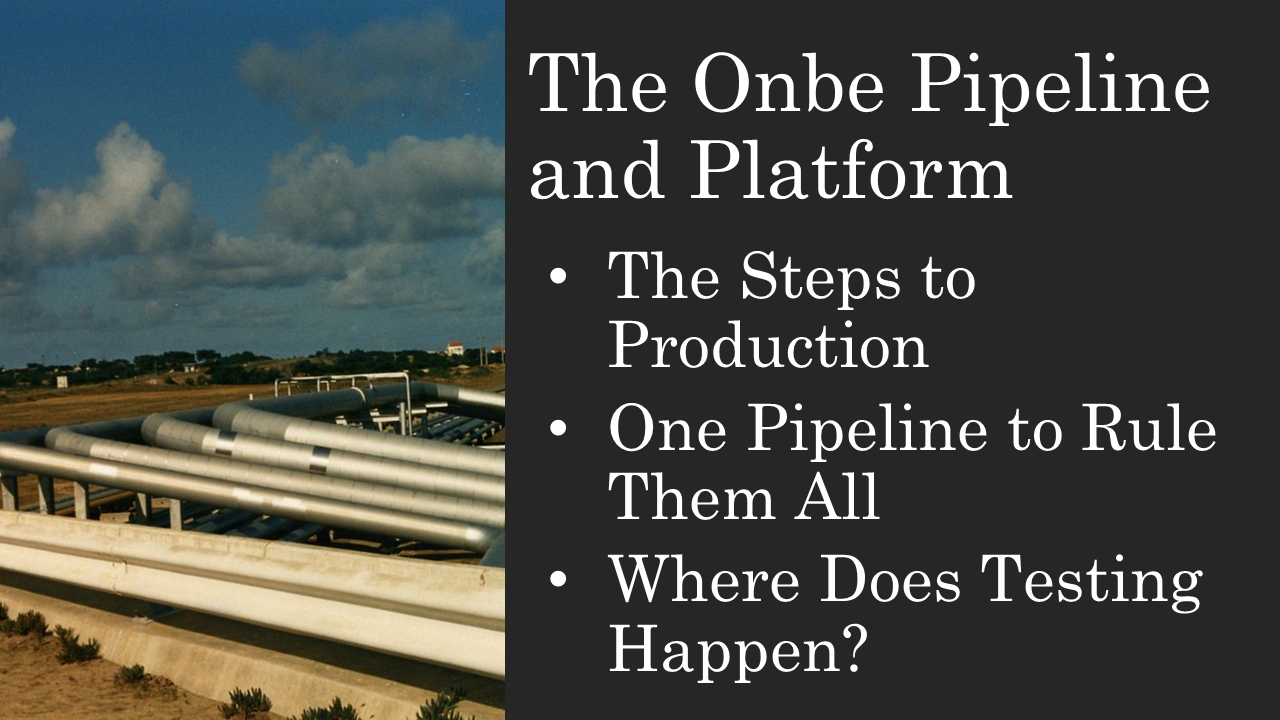 The Onbe Pipeline
and Platform
• The Steps to
Production
• One Pipeline to Rule
Them All
• Where Does Testing
Happen?